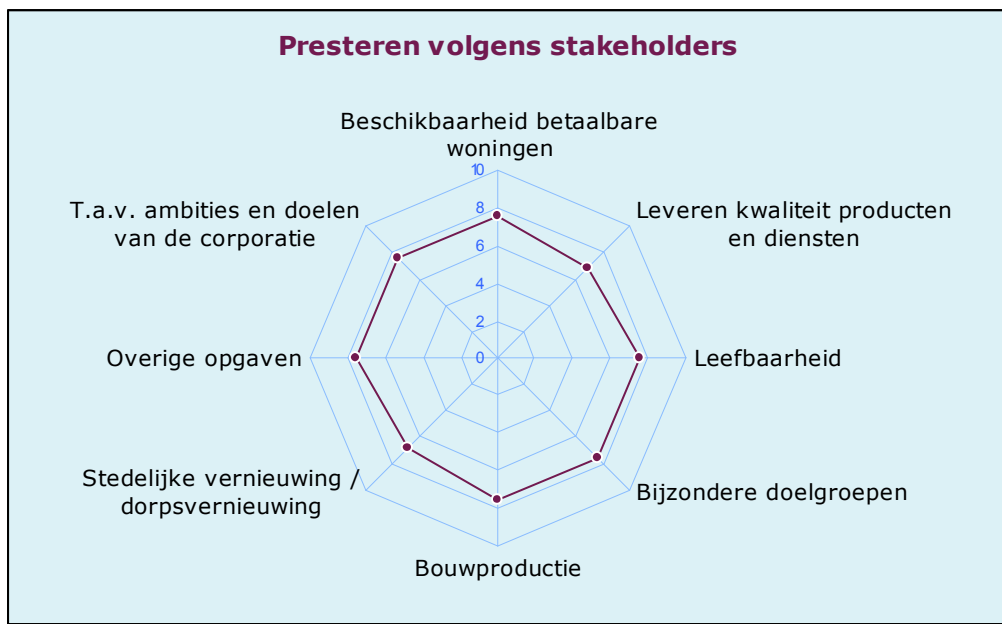 Presteren volgens stakeholders
Beschikbaarheid betaalbare
woningen
10
8
6
4
2
0
Leveren kwaliteit producten
en diensten
Leefbaarheid
Bijzondere doelgroepen
Bouwproductie
Stedelijke vernieuwing /
dorpsvernieuwing
Overige opgaven
T.a.v. ambities en doelen
van de corporatie